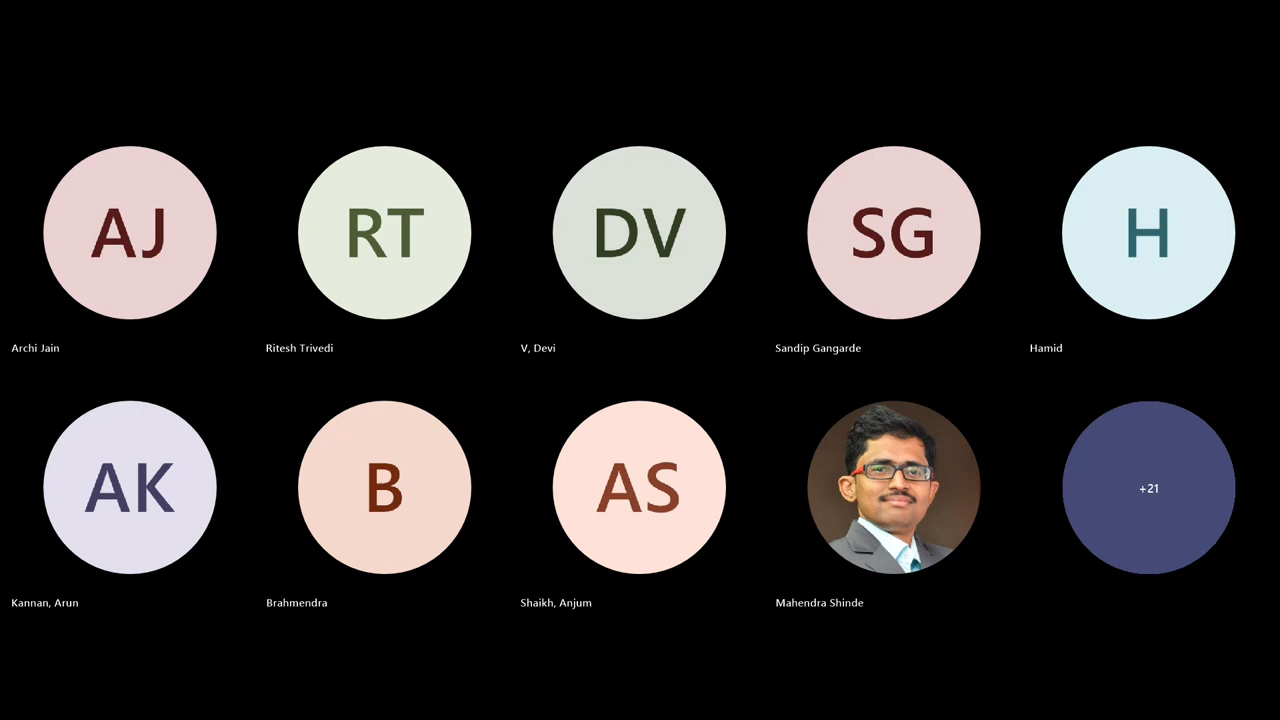 AJ
RT
DV
SG
H
Archi Jain
Ritesh Trivedi
V, Devi
Sandip Gangarde
Hamid
AK
B
AS
+21
Kannan, Arun
Brahmendra
Shaikh, Anjum
Mahendra Shinde